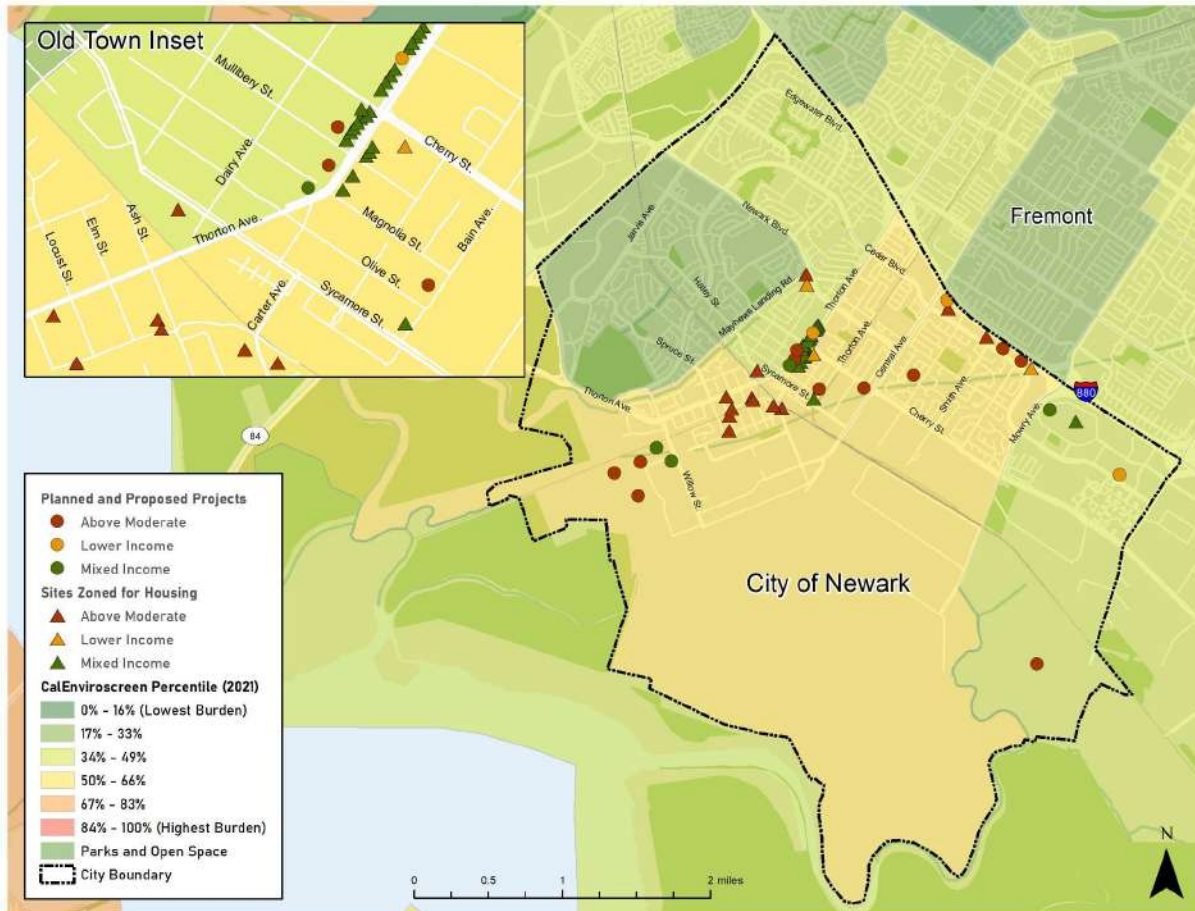 Old Town Inset
Mullibery St.
Dairy Ave.
Cherry St.
Ash St.
Elm St.
Locust St.
Thorton Ave.
Magnolia St.
Bain Ave.
Olive St.
Sycamore St.
Carter Ave.
Edgewater Blvd.
Fremont
Jarvis Ave.
Newark Blvd.
Haley St.
Mayhews Landing Rd.
Thorton Ave.
Cedar Blvd.
Spruce St.
Thorton Ave.
Central Ave.
Sycamore St.
Thorton Ave.
Smith Ave.
Cherry St.
Mowry Ave.
880
84
Willow St.
City of Newark
Planned and Proposed Projects
Above Moderate
Lower Income
Mixed Income
Sites Zoned for Housing
Above Moderate
Lower Income
Mixed Income
CalEnviroscreen Percentile (2021)
0% - 16% (Lowest Burden)
17% - 33%
34% - 49%
50% - 66%
67% - 83%
84% - 100% (Highest Burden)
Parks and Open Space
City Boundary
0 0.5 1 2 miles
N